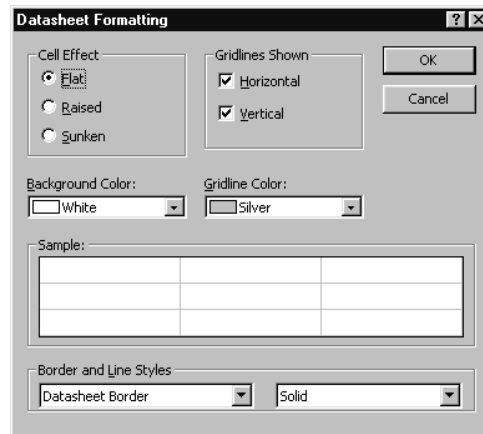 Datasheet Formatting
Cell Effect
Flat
Raised
Sunken
Gridlines Shown
Horizontal
Vertical
OK
Cancel
Background Color:
White
Gridline Color:
Silver
Sample:
Border and Line Styles
Datasheet Border
Solid